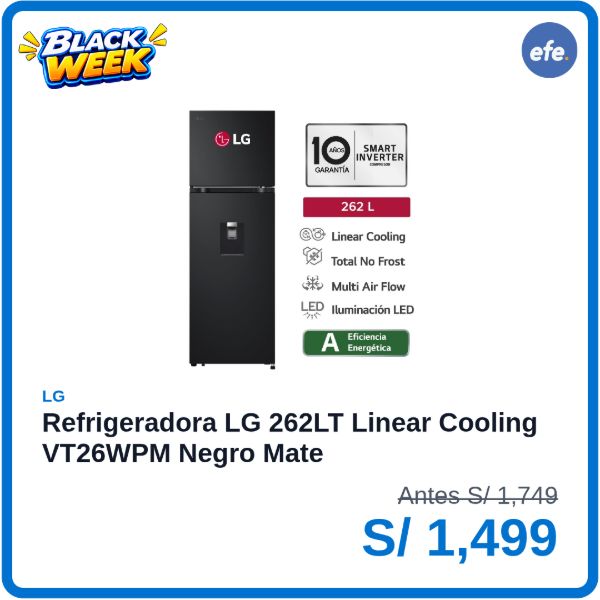 BLACK
WEEK
efe.
LG
10 AÑOS
GARANTÍA
SMART
INVERTER
COMPRESSOR
262 L
Linear Cooling
Total No Frost
Multi Air Flow
LED Iluminación LED
A Eficiencia
Energética
LG
Refrigeradora LG 262LT Linear Cooling
VT26WPM Negro Mate
Antes S/ 1,749
S/ 1,499